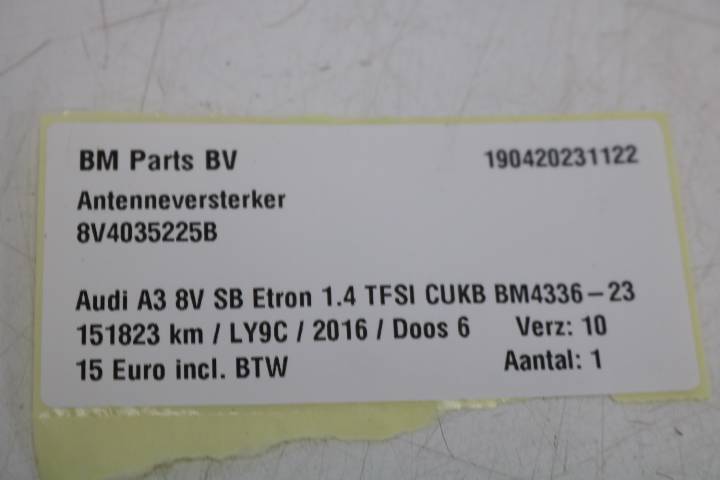 BM Parts BV 190420231122
Antenneversterker
8V4035225B
Audi A3 8V SB Etron 1.4 TFSI CUKB BM4336-23
151823 km / LY9C / 2016 / Doos 6 Verz: 10
15 Euro incl. BTW Aantal: 1